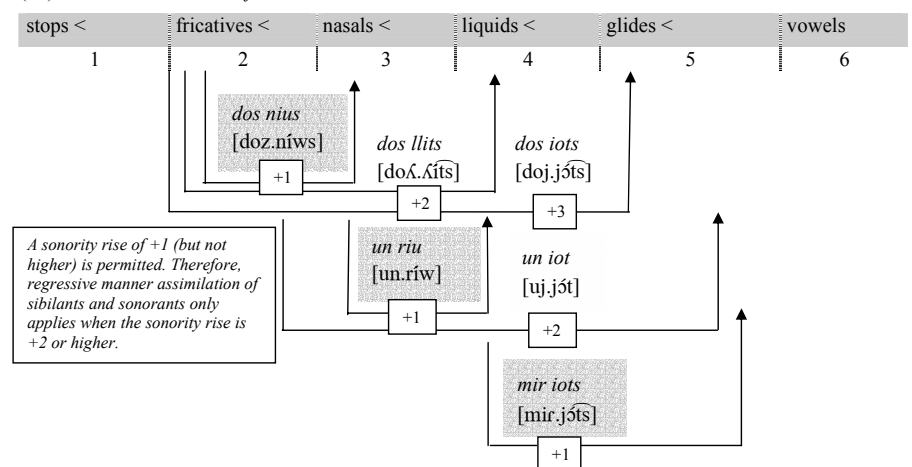 stops < fricatives < nasals < liquids < glides < vowels
1 2 3 4 5 6
dos nius
[doz.níws]
+1
dos llits
[doʎ.ʎít͡s]
+2
dos iots
[doj.jɔ́t͡s]
+3
A sonority rise of +1 (but not
higher) is permitted. Therefore,
regressive manner assimilation of
sibilants and sonorants only
applies when the sonority rise is
+2 or higher.
un riu
[un.ríw]
+1
un iot
[uj.jɔ́t]
+2
mir iots
[miɾ.jɔ́t͡s]
+1